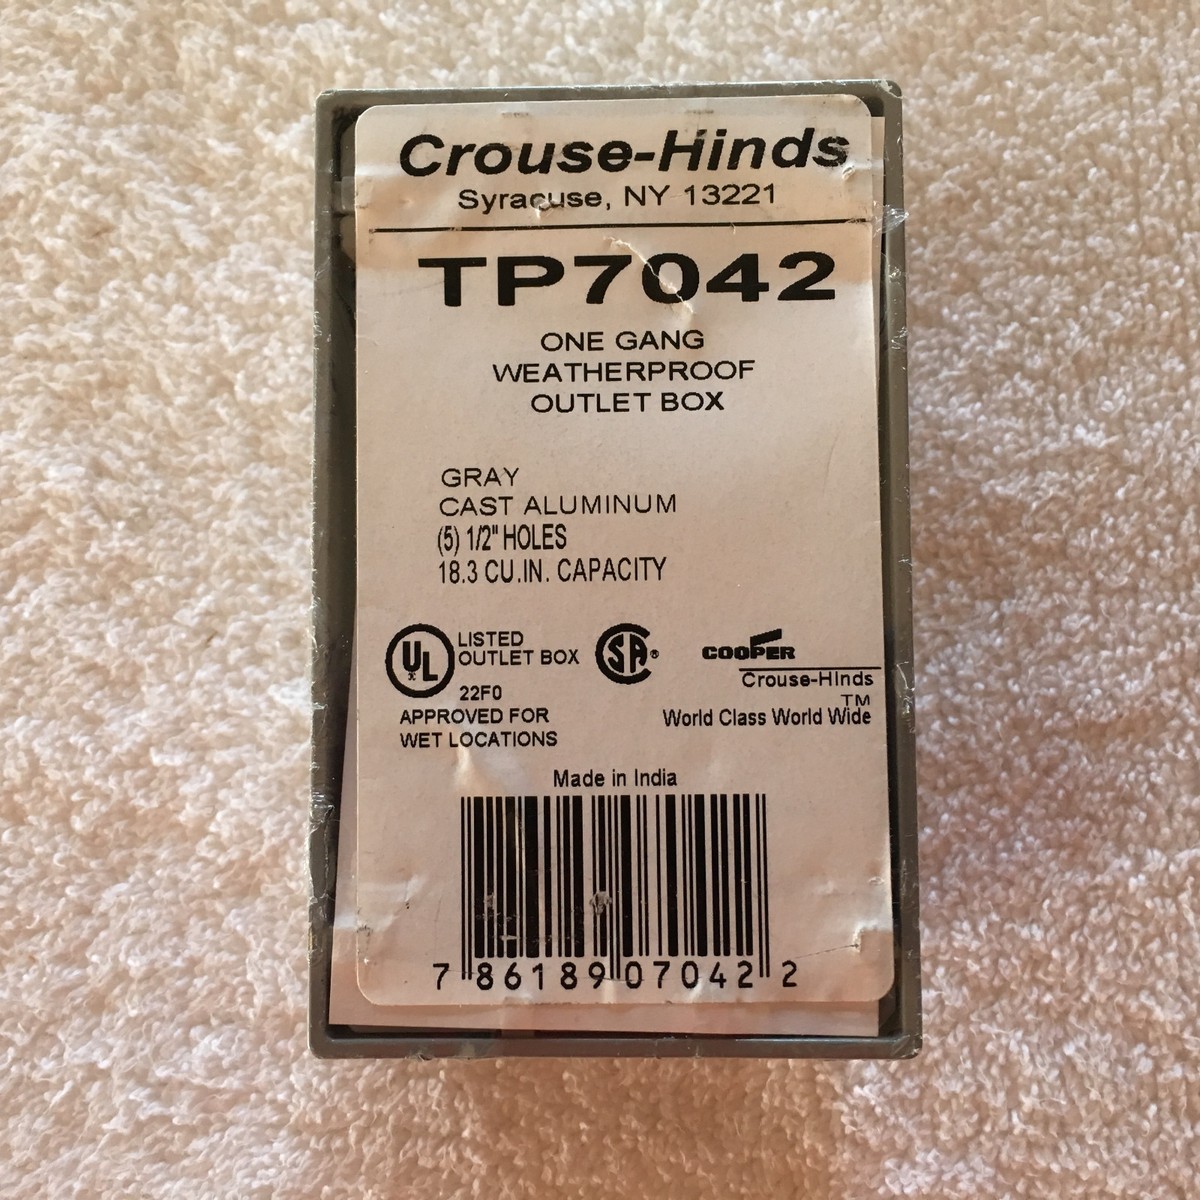 Crouse-Hinds
Syracuse, NY 13221
TP7042
ONE GANG
WEATHERPROOF
OUTLET BOX
GRAY
CAST ALUMINUM
(5) 1/2" HOLES
18.3 CU.IN. CAPACITY
UL LISTED
OUTLET BOX
22F0
APPROVED FOR
WET LOCATIONS
SA®
COOPER
Crouse-Hinds
TM
World Class World Wide
Made in India
7 86189 07042 2